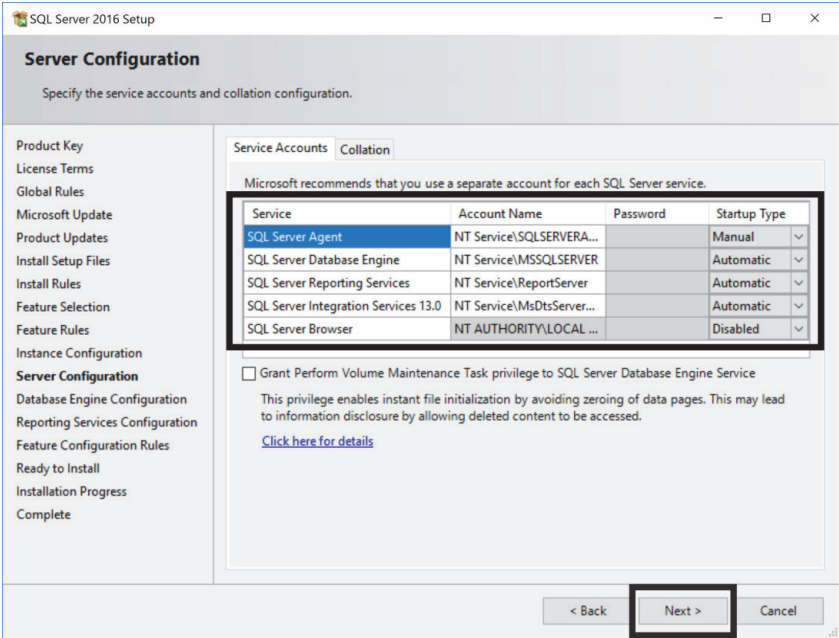 SQL Server 2016 Setup
Server Configuration
Specify the service accounts and collation configuration.
Product Key
License Terms
Global Rules
Microsoft Update
Product Updates
Install Setup Files
Install Rules
Feature Selection
Feature Rules
Instance Configuration
Server Configuration
Database Engine Configuration
Reporting Services Configuration
Feature Configuration Rules
Ready to Install
Installation Progress
Complete
Service Accounts Collation
Microsoft recommends that you use a separate account for each SQL Server service.
Service Account Name Password Startup Type
SQL Server Agent NT Service\SQLSERVERA... Manual
SQL Server Database Engine NT Service\MSSQLSERVER Automatic
SQL Server Reporting Services NT Service\ReportServer Automatic
SQL Server Integration Services 13.0 NT Service\MsDtsServer... Automatic
SQL Server Browser NT AUTHORITY\LOCAL ... Disabled
Grant Perform Volume Maintenance Task privilege to SQL Server Database Engine Service
This privilege enables instant file initialization by avoiding zeroing of data pages. This may lead
to information disclosure by allowing deleted content to be accessed.
Click here for details
< Back Next > Cancel